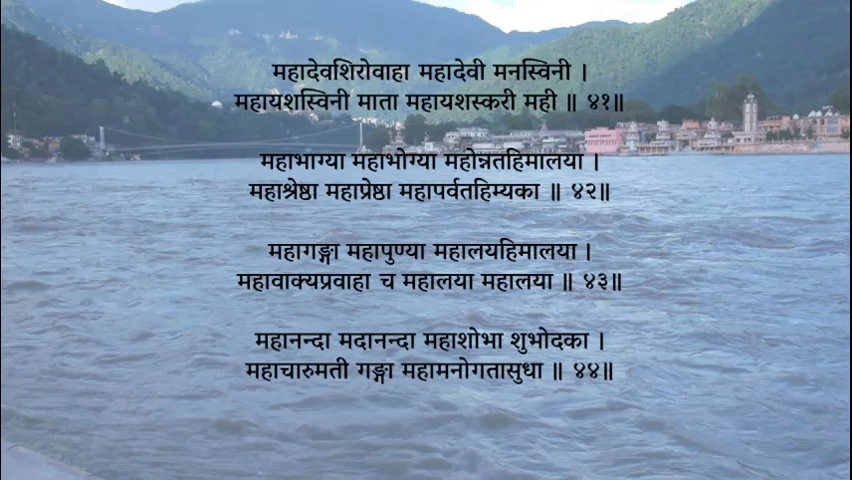 महादेवशिरोवाहा महादेवी मनस्विनी ।
महायशस्विनी माता महायशस्करी मही ॥ ४१॥
महाभाग्या महाभोग्या महोन्नतहिमालया ।
महाश्रेष्ठा महाप्रेष्ठा महापर्वतहिम्यका ॥ ४२॥
महागङ्गा महापुण्या महालयहिमालया ।
महावाक्यप्रवाहा च महालया महालया ॥ ४३॥
महानन्दा मदानन्दा महाशोभा शुभोदका ।
महाचारुमती गङ्गा महामनोगतासुधा ॥ ४४॥